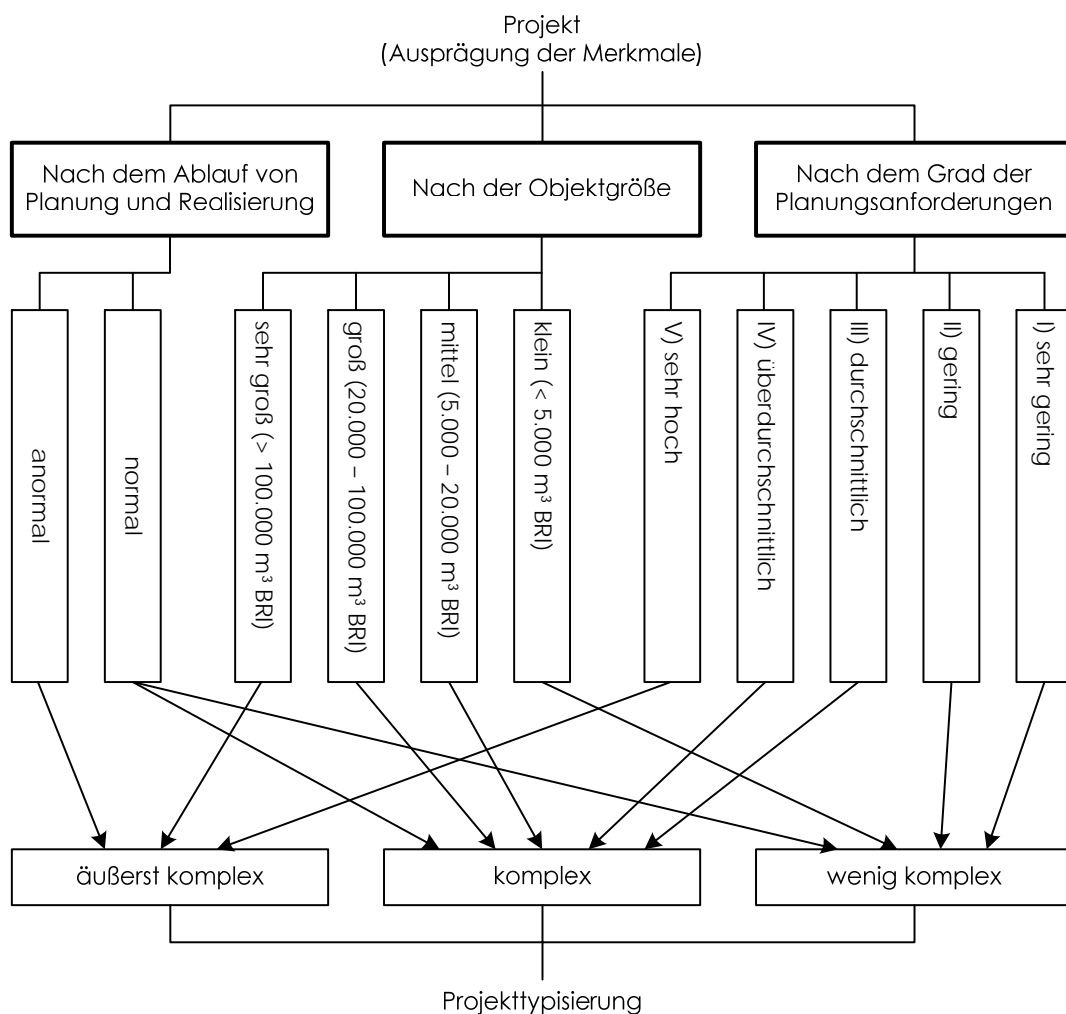 Projekt
(Ausprägung der Merkmale)
Nach dem Ablauf von
Planung und Realisierung
Nach der Objektgröße
Nach dem Grad der
Planungsanforderungen
anormal
normal
sehr groß (> 100.000 m³ BRI)
groß (20.000 – 100.000 m³ BRI)
mittel (5.000 – 20.000 m³ BRI)
klein (< 5.000 m³ BRI)
V) sehr hoch
IV) überdurchschnittlich
III) durchschnittlich
II) gering
I) sehr gering
äußerst komplex
komplex
wenig komplex
Projekttypisierung